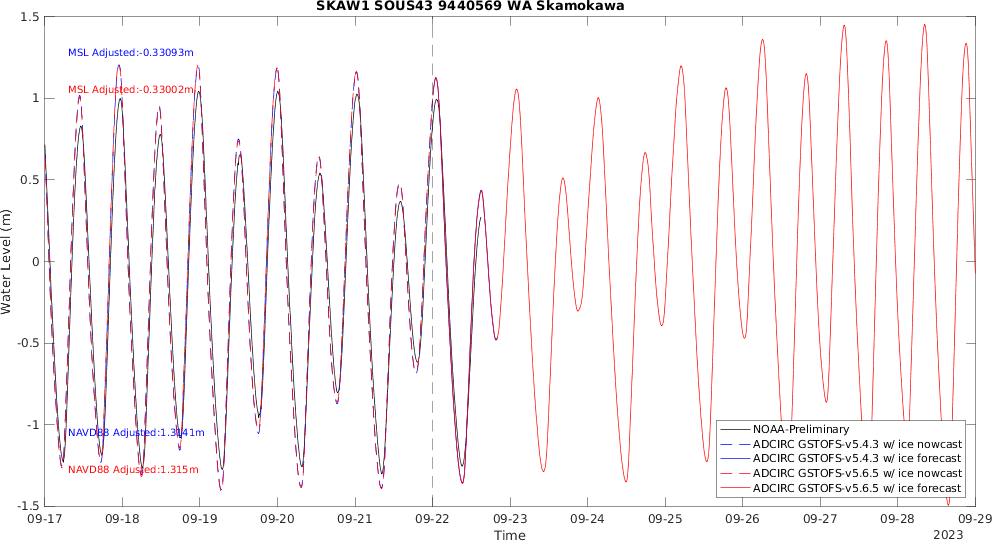 SKAW1 SOUS43 9440569 WA Skamokawa
1.5
1
0.5
0
-0.5
-1
-1.5
Water Level (m)
MSL Adjusted:-0.33093m
MSL Adjusted:-0.33002m
NAVD88 Adjusted:1.3141m
NAVD88 Adjusted:1.315m
NOAA-Preliminary
ADCIRC GSTOFS-v5.4.3 w/ ice nowcast
ADCIRC GSTOFS-v5.4.3 w/ ice forecast
ADCIRC GSTOFS-v5.6.5 w/ ice nowcast
ADCIRC GSTOFS-v5.6.5 w/ ice forecast
09-17 09-18 09-19 09-20 09-21 09-22 09-23 09-24 09-25 09-26 09-27 09-28 09-29
Time
2023